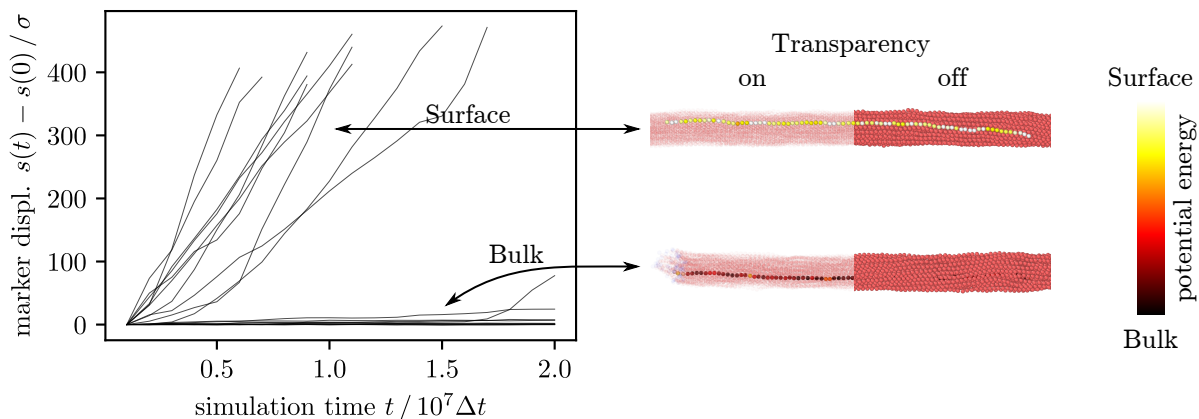 marker displ. s(t) − s(0) / σ
400
300
200
100
0
0.5
1.0
1.5
2.0
simulation time t / 10⁷Δt
Surface
Bulk
Transparency
on
off
Surface
potential energy
Bulk